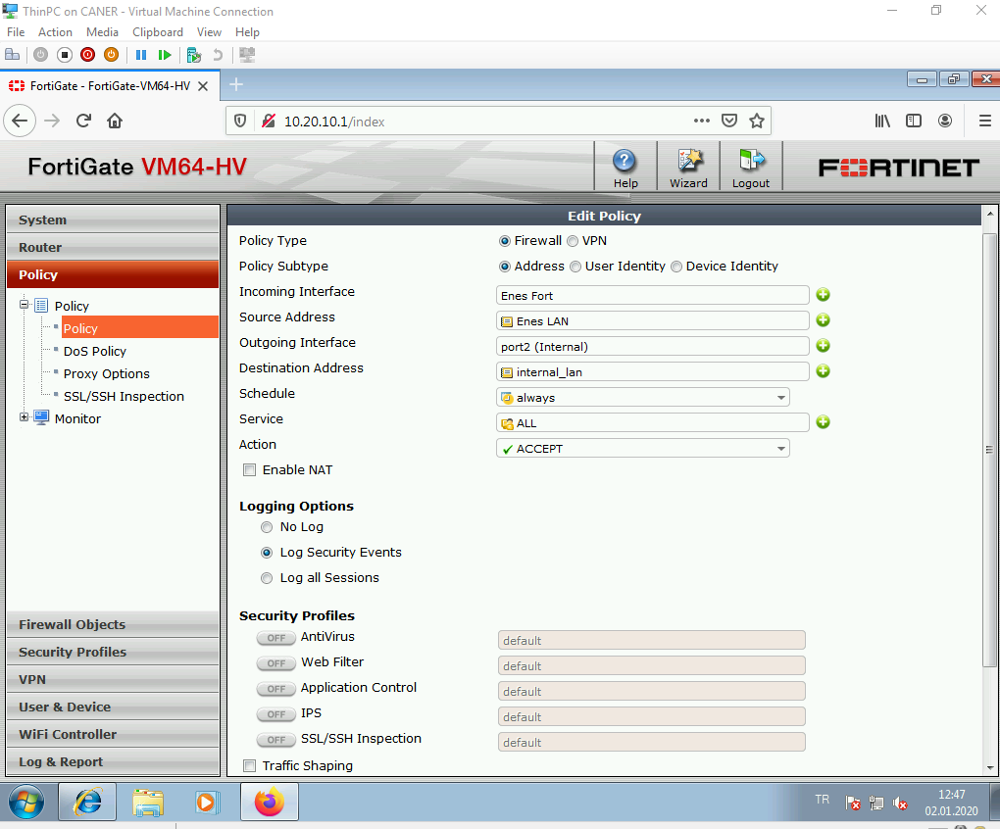 ThinPC on CANER - Virtual Machine Connection
File Action Media Clipboard View Help
FortiGate - FortiGate-VM64-HV
10.20.10.1/index
FortiGate VM64-HV
Help Wizard Logout
FORTINET
System
Router
Policy
Policy
Policy
DoS Policy
Proxy Options
SSL/SSH Inspection
Monitor
Firewall Objects
Security Profiles
VPN
User & Device
WiFi Controller
Log & Report
Edit Policy
Policy Type Firewall VPN
Policy Subtype Address User Identity Device Identity
Incoming Interface Enes Fort
Source Address Enes LAN
Outgoing Interface port2 (Internal)
Destination Address internal_lan
Schedule always
Service ALL
Action ACCEPT
Enable NAT
Logging Options
No Log
Log Security Events
Log all Sessions
Security Profiles
OFF AntiVirus default
OFF Web Filter default
OFF Application Control default
OFF IPS default
OFF SSL/SSH Inspection default
Traffic Shaping
TR 12:47
02.01.2020